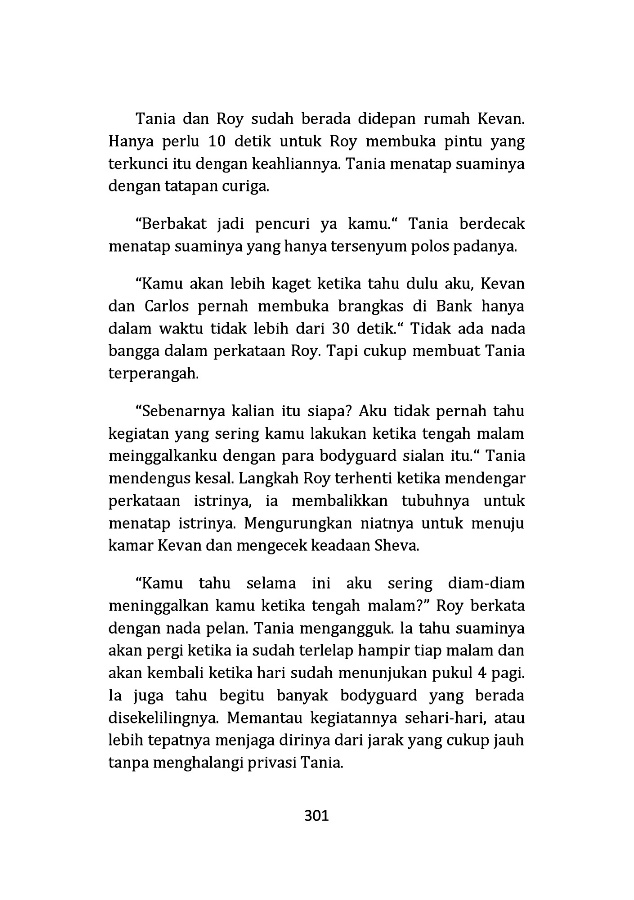 Tania dan Roy sudah berada didepan rumah Kevan.
Hanya perlu 10 detik untuk Roy membuka pintu yang
terkunci itu dengan keahliannya. Tania menatap suaminya
dengan tatapan curiga.
“Berbakat jadi pencuri ya kamu.“ Tania berdecak
menatap suaminya yang hanya tersenyum polos padanya.
“Kamu akan lebih kaget ketika tahu dulu aku, Kevan
dan Carlos pernah membuka brangkas di Bank hanya
dalam waktu tidak lebih dari 30 detik.“ Tidak ada nada
bangga dalam perkataan Roy. Tapi cukup membuat Tania
terperangah.
“Sebenarnya kalian itu siapa? Aku tidak pernah tahu
kegiatan yang sering kamu lakukan ketika tengah malam
meinggalkanku dengan para bodyguard sialan itu.“ Tania
mendengus kesal. Langkah Roy terhenti ketika mendengar
perkataan istrinya, ia membalikkan tubuhnya untuk
menatap istrinya. Mengurungkan niatnya untuk menuju
kamar Kevan dan mengecek keadaan Sheva.
“Kamu tahu selama ini aku sering diam-diam
meninggalkan kamu ketika tengah malam?” Roy berkata
dengan nada pelan. Tania mengangguk. Ia tahu suaminya
akan pergi ketika ia sudah terlelap hampir tiap malam dan
akan kembali ketika hari sudah menunjukan pukul 4 pagi.
Ia juga tahu begitu banyak bodyguard yang berada
disekelilingnya. Memantau kegiatannya sehari-hari, atau
lebih tepatnya menjaga dirinya dari jarak yang cukup jauh
tanpa menghalangi privasi Tania.
301